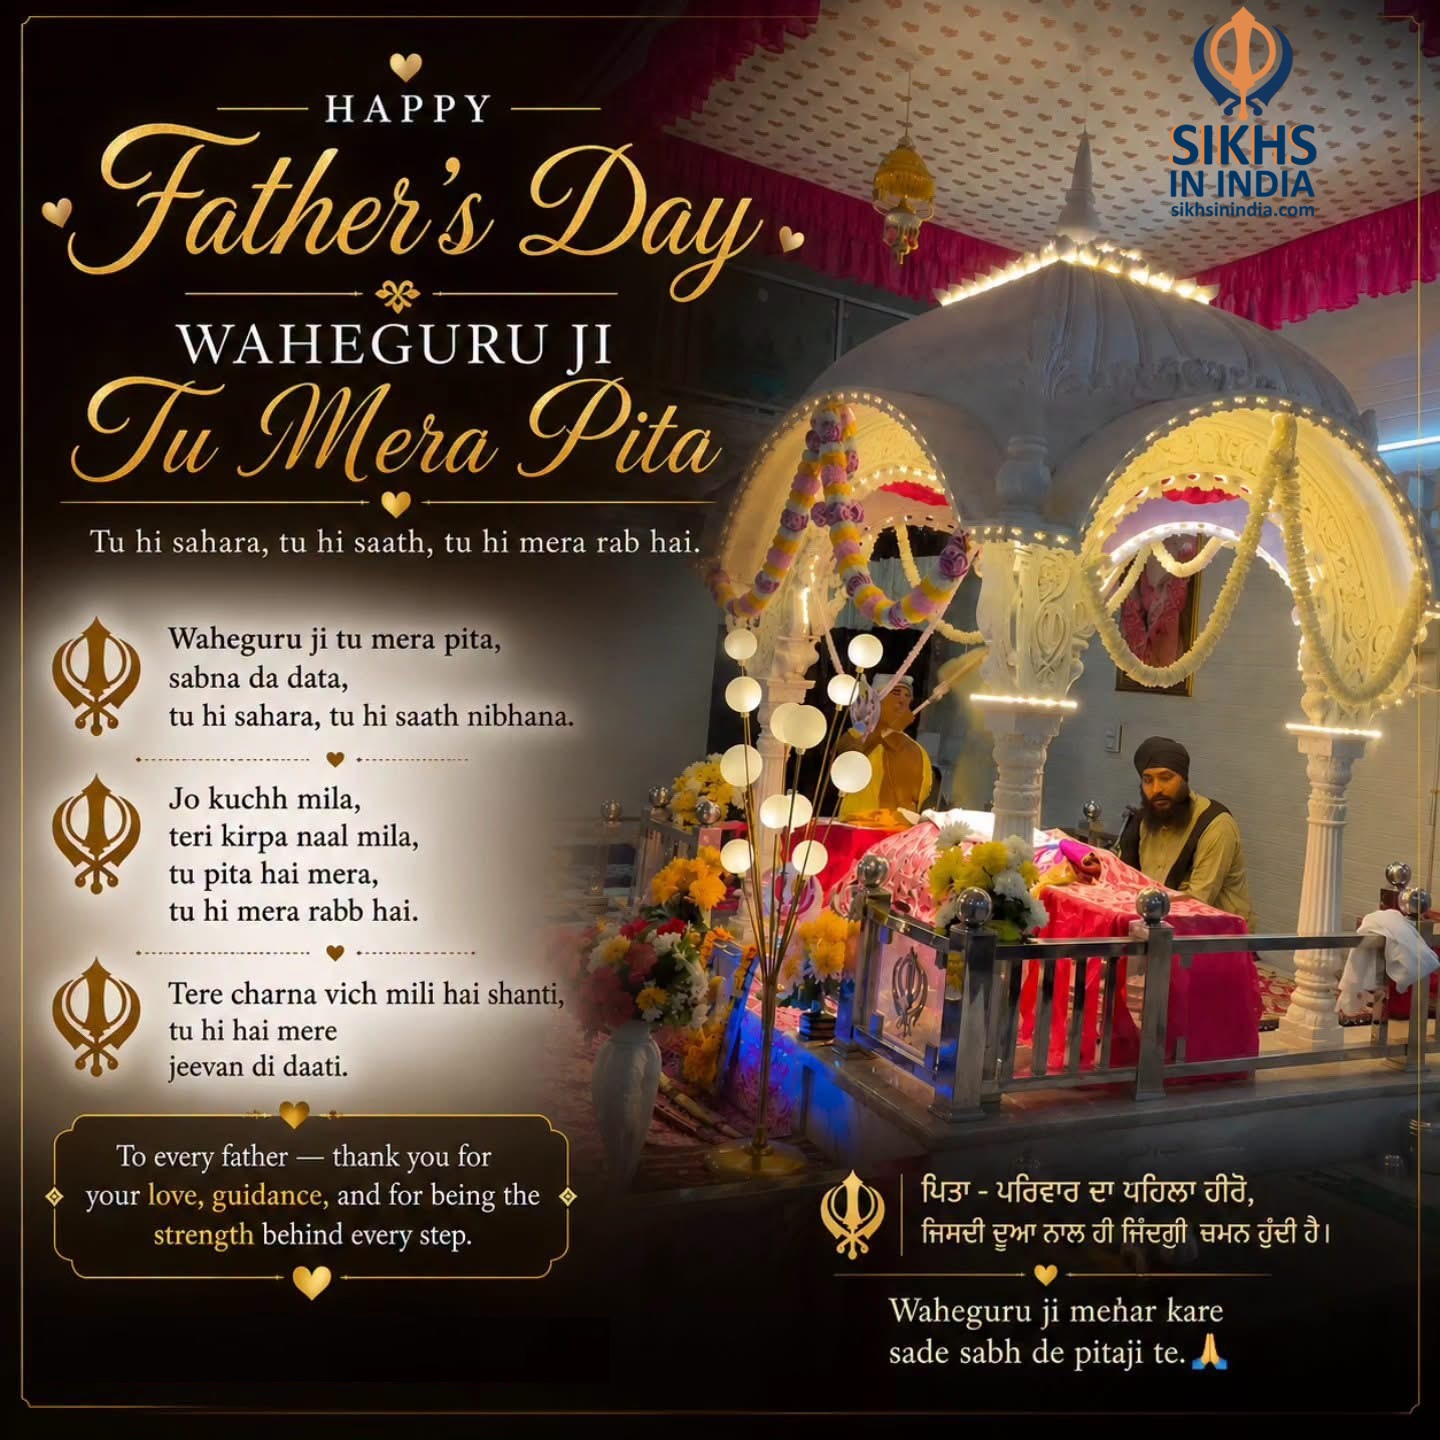 HAPPY
Father's Day
WAHEGURU JI
Tu Mera Pita
Tu hi sahara, tu hi saath, tu hi mera rab hai.
Waheguru ji tu mera pita,
sabna da data,
tu hi sahara, tu hi saath nibhana.
Jo kuchh mila,
teri kirpa naal mila,
tu pita hai mera,
tu hi mera rabb hai.
Tere charna vich mili hai shanti,
tu hi hai mere
jeevan di daati.
To every father — thank you for
your love, guidance, and for being the
strength behind every step.
SIKHS
IN INDIA
sikhsinindia.com
ਪਿਤਾ - ਪਰਿਵਾਰ ਦਾ ਪਹਿਲਾ ਹੀਰੋ,
ਜਿਸਦੀ ਦੂਆ ਨਾਲ ਹੀ ਜਿੰਦਗੀ ਚਮਨ ਹੁੰਦੀ ਹੈ।
Waheguru ji mehar kare
sade sabh de pitaji te.🙏